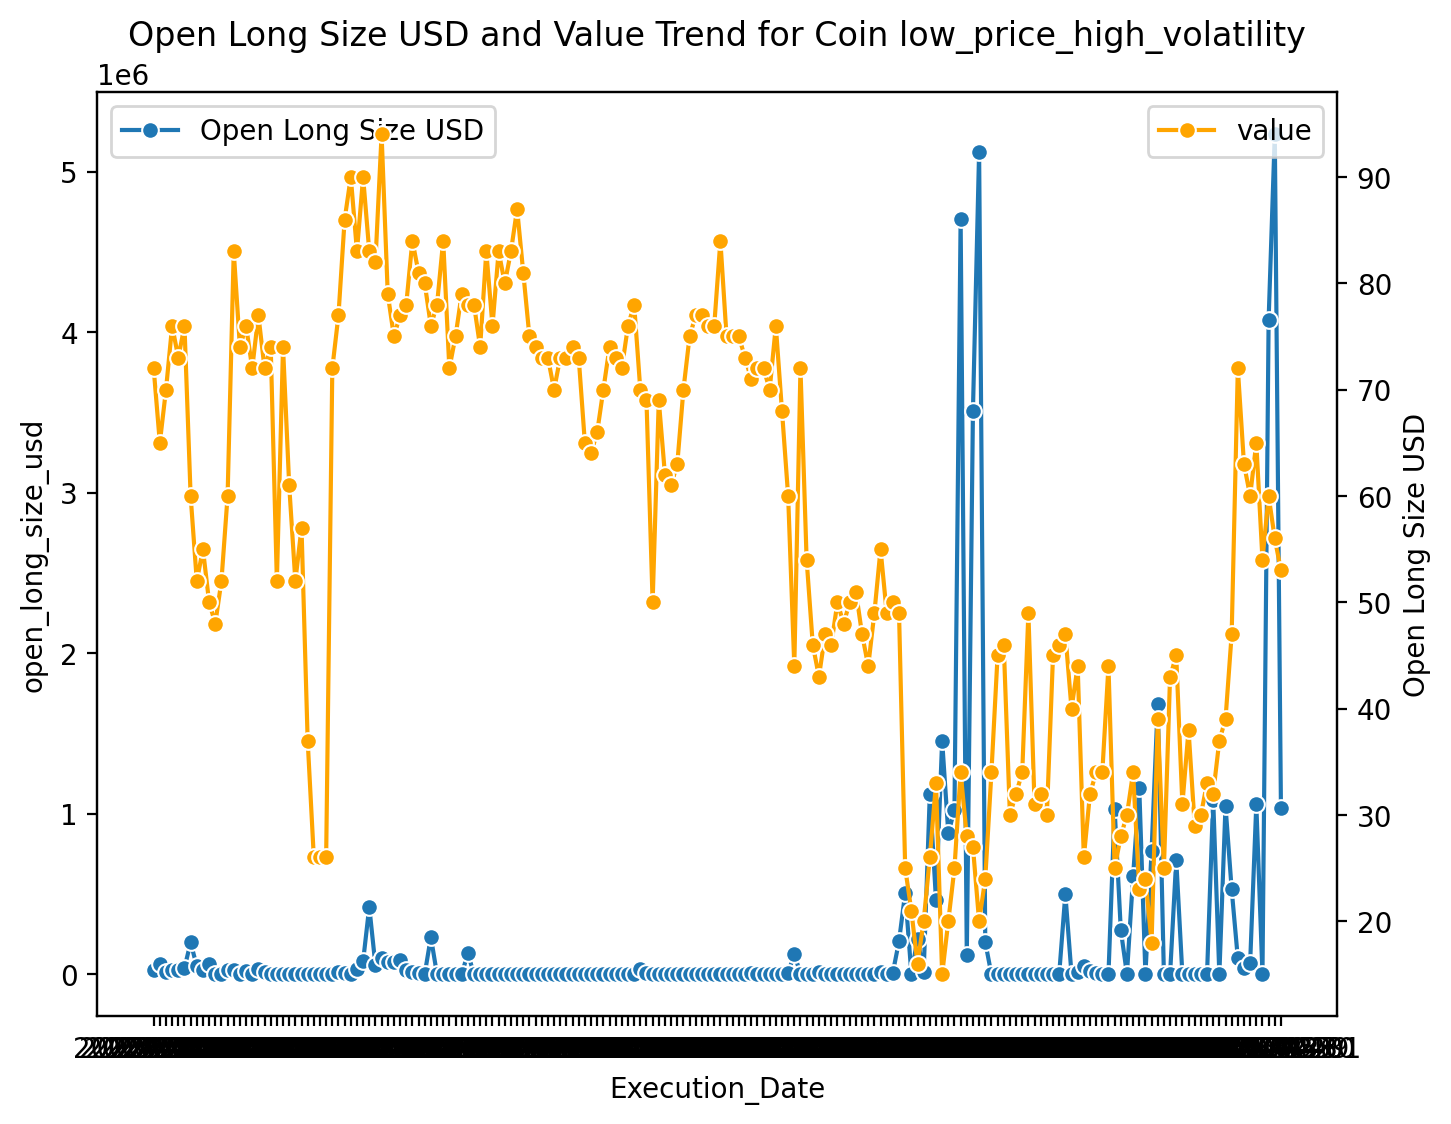 Open Long Size USD and Value Trend for Coin low_price_high_volatility
1e6
Open Long Size USD
value
5
4
3
2
1
0
open_long_size_usd
90
80
70
60
50
40
30
20
Open Long Size USD
Execution_Date